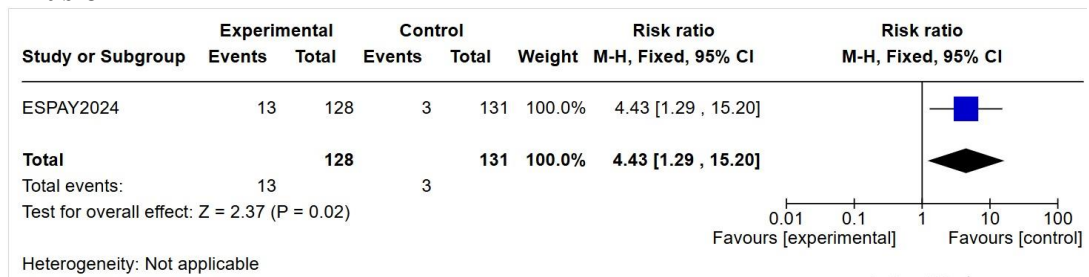 Experimental Control Risk ratio Risk ratio
Study or Subgroup Events Total Events Total Weight M-H, Fixed, 95% CI M-H, Fixed, 95% CI
ESPAY2024 13 128 3 131 100.0% 4.43 [1.29 , 15.20]
Total 128 131 100.0% 4.43 [1.29 , 15.20]
Total events: 13 3
Test for overall effect: Z = 2.37 (P = 0.02)
0.01 0.1 1 10 100
Favours [experimental] Favours [control]
Heterogeneity: Not applicable